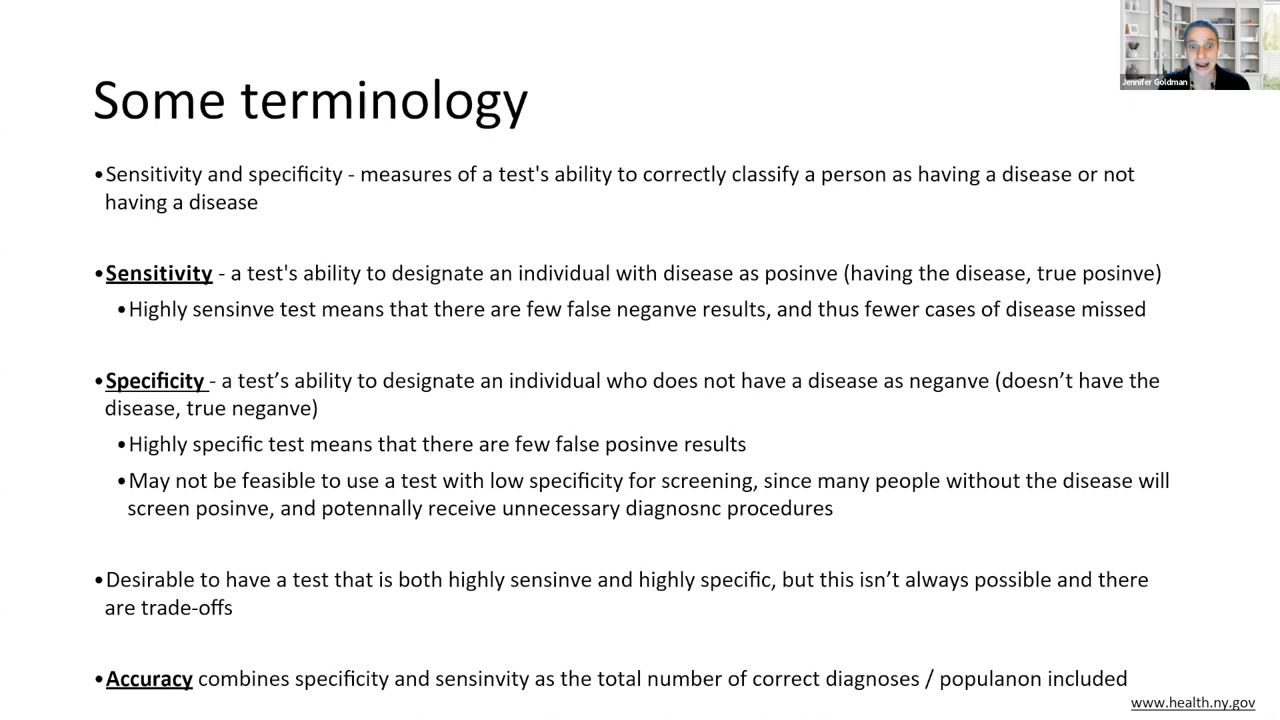 Jennifer Goldman
Some terminology
•Sensitivity and specificity - measures of a test's ability to correctly classify a person as having a disease or not
having a disease
•Sensitivity - a test's ability to designate an individual with disease as posinve (having the disease, true posinve)
•Highly sensinve test means that there are few false neganve results, and thus fewer cases of disease missed
•Specificity - a test’s ability to designate an individual who does not have a disease as neganve (doesn’t have the
disease, true neganve)
•Highly specific test means that there are few false posinve results
•May not be feasible to use a test with low specificity for screening, since many people without the disease will
screen posinve, and potennally receive unnecessary diagnosnc procedures
•Desirable to have a test that is both highly sensinve and highly specific, but this isn’t always possible and there
are trade-offs
•Accuracy combines specificity and sensinvity as the total number of correct diagnoses / populanon included
www.health.ny.gov